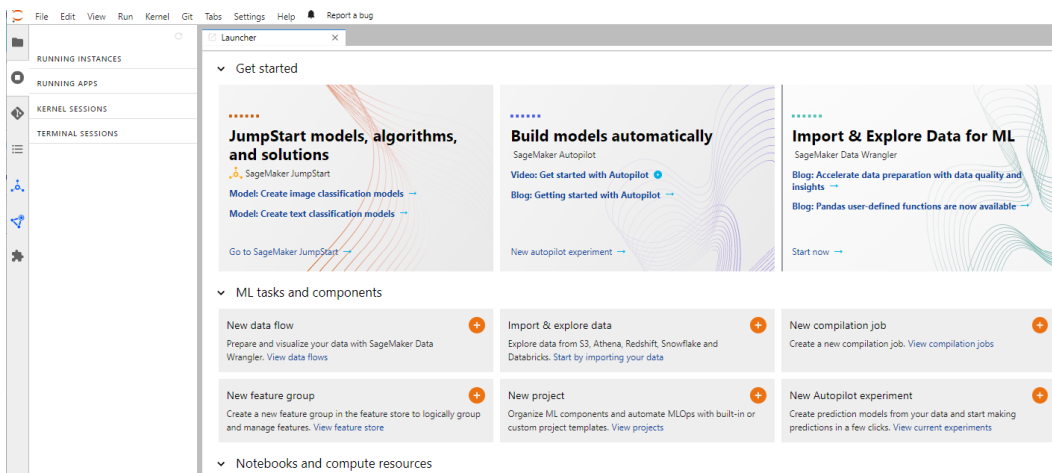 File Edit View Run Kernel Git Tabs Settings Help Report a bug
Launcher
RUNNING INSTANCES
RUNNING APPS
KERNEL SESSIONS
TERMINAL SESSIONS
Get started
JumpStart models, algorithms,
and solutions
SageMaker JumpStart
Model: Create image classification models →
Model: Create text classification models →
Go to SageMaker JumpStart →
Build models automatically
SageMaker Autopilot
Video: Get started with Autopilot
Blog: Getting started with Autopilot →
New autopilot experiment →
Import & Explore Data for ML
SageMaker Data Wrangler
Blog: Accelerate data preparation with data quality and
insights →
Blog: Pandas user-defined functions are now available →
Start now →
ML tasks and components
New data flow
Prepare and visualize your data with SageMaker Data
Wrangler. View data flows
Import & explore data
Explore data from S3, Athena, Redshift, Snowflake and
Databricks. Start by importing your data
New compilation job
Create a new compilation job. View compilation jobs
New feature group
Create a new feature group in the feature store to logically group
and manage features. View feature store
New project
Organize ML components and automate MLOps with built-in or
custom project templates. View projects
New Autopilot experiment
Create prediction models from your data and start making
predictions in a few clicks. View current experiments
Notebooks and compute resources